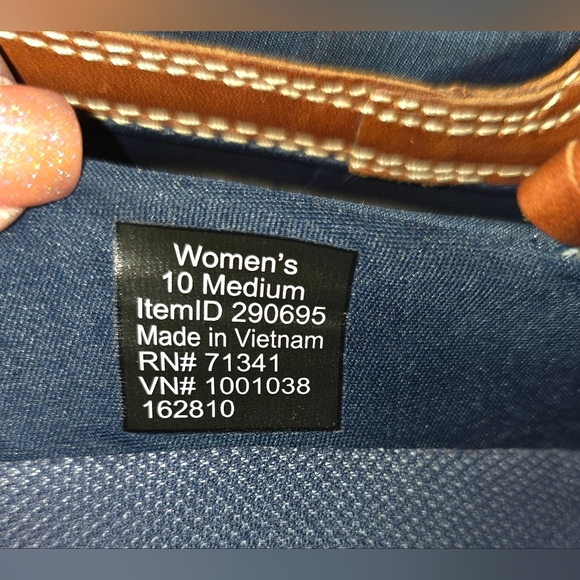 Women's
10 Medium
ItemID 290695
Made in Vietnam
RN# 71341
VN# 1001038
162810